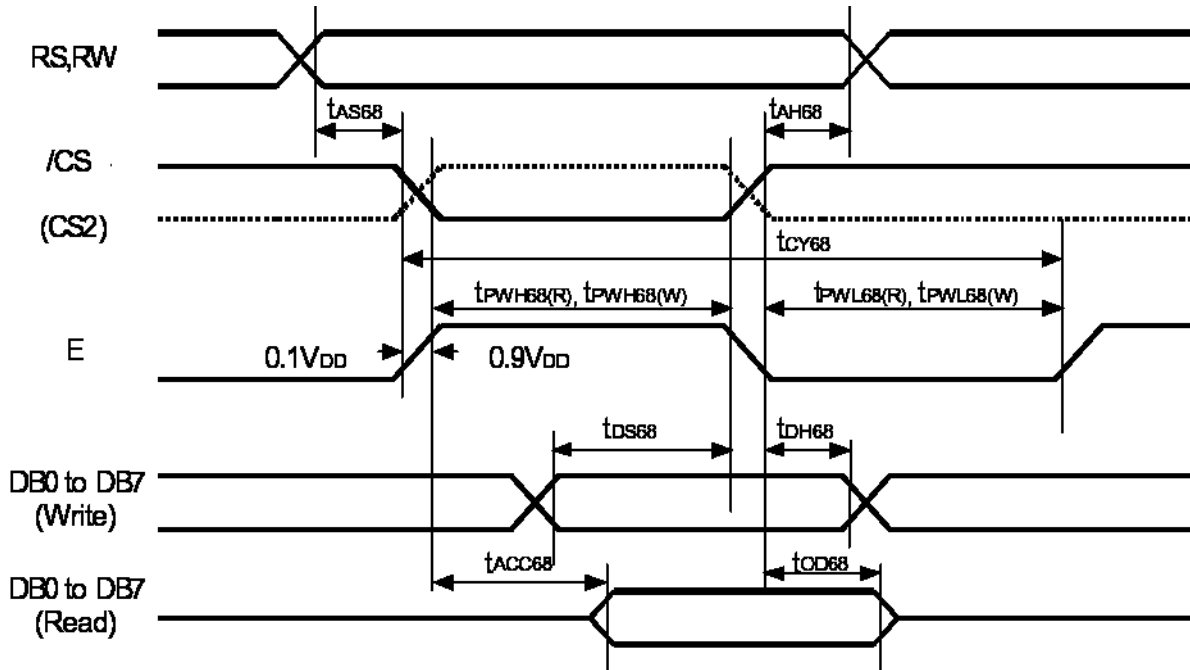 RS,RW
tAS68
tAH68
/CS
(CS2)
tCY68
tPWH68(R), tPWH68(W)
tPWL68(R), tPWL68(W)
E
0.1VDD
0.9VDD
tDS68
tDH68
DB0 to DB7
(Write)
tACC68
tOD68
DB0 to DB7
(Read)